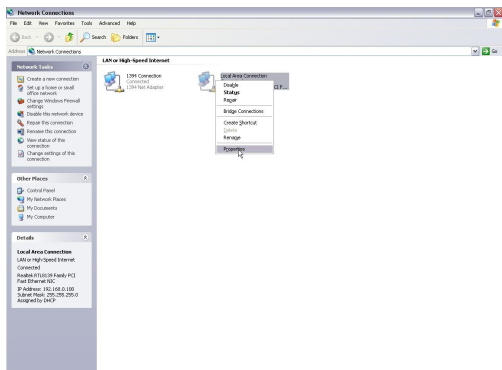 Network Connections
File Edit View Favorites Tools Advanced Help
Back Search Folders
Address Network Connections Go
LAN or High-Speed Internet
Network Tasks
Create a new connection
Set up a home or small
office network
Change Windows Firewall
settings
Disable this network device
Repair this connection
Rename this connection
View status of this
connection
Change settings of this
connection
Other Places
Control Panel
My Network Places
My Documents
My Computer
Details
Local Area Connection
LAN or High-Speed Internet
Connected
Realtek RTL8139 Family PCI
Fast Ethernet NIC
IP Address: 192.168.0.100
Subnet Mask: 255.255.255.0
Assigned by DHCP
1394 Connection
Connected
1394 Net Adapter
Local Area Connection
CI F...
Disable
Status
Repair
Bridge Connections
Create Shortcut
Delete
Rename
Properties